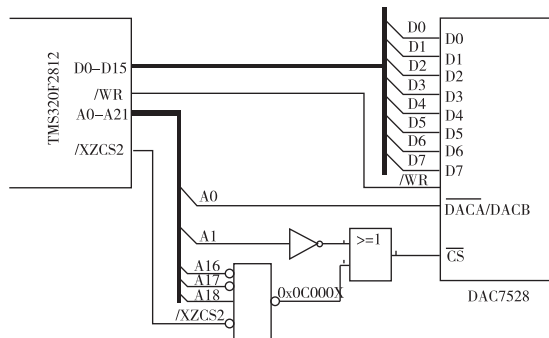 TMS320F2812
D0–D15
/WR
A0–A21
/XZCS2
D0
D1
D2
D3
D4
D5
D6
D7
/WR
D0
D1
D2
D3
D4
D5
D6
D7
A0
DACA/DACB
A1
>=1
CS
A16
A17
A18
/XZCS2
0x0C000X
DAC7528